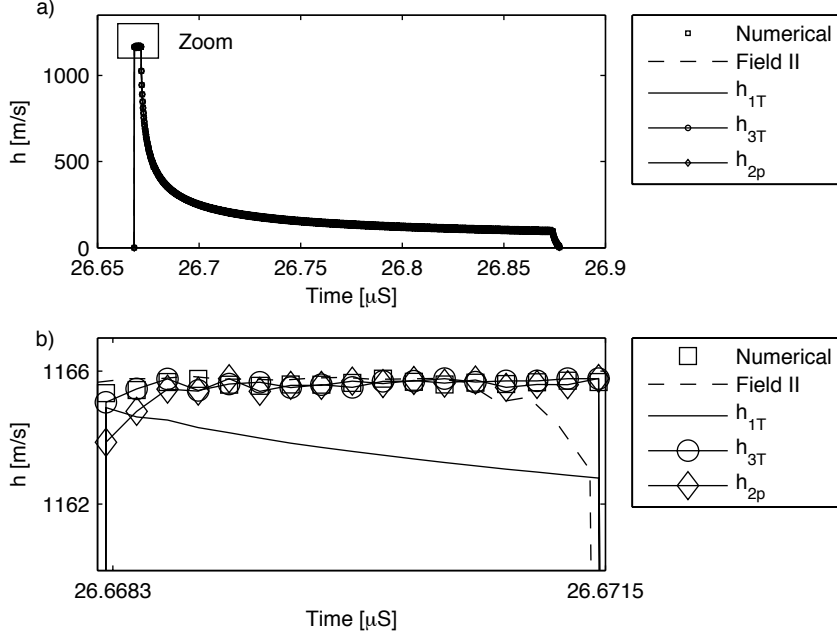 a)
Zoom
1000
500
0
h [m/s]
26.65
26.7
26.75
26.8
26.85
26.9
Time [μS]
Numerical
Field II
h1T
h3T
h2p
b)
1166
1162
h [m/s]
26.6683
26.6715
Time [μS]
Numerical
Field II
h1T
h3T
h2p